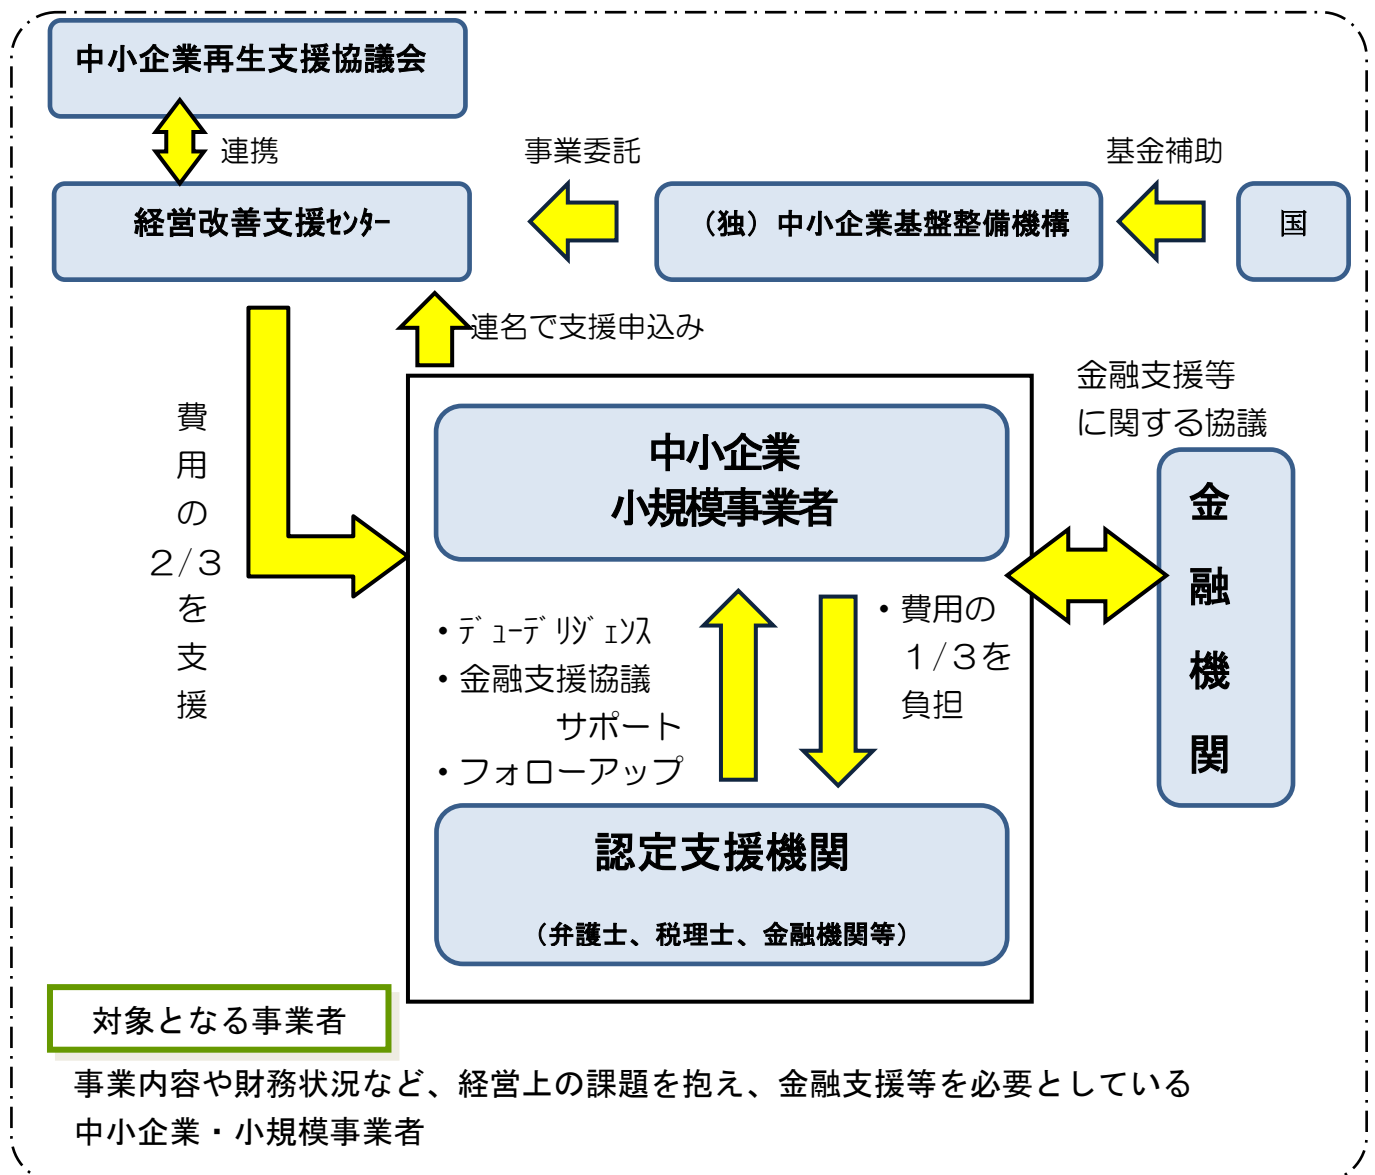 中小企業再生支援協議会
連携
事業委託
基金補助
経営改善支援ｾﾝﾀｰ
（独）中小企業基盤整備機構
国
連名で支援申込み
金融支援等
に関する協議
費用の２/３を支援
中小企業
小規模事業者
金融機関
・ﾃﾞｭｰﾃﾞﾘｼﾞｪﾝｽ
・金融支援協議
サポート
・フォローアップ
・費用の
１/３を
負担
認定支援機関
（弁護士、税理士、金融機関等）
対象となる事業者
事業内容や財務状況など、経営上の課題を抱え、金融支援等を必要としている
中小企業・小規模事業者